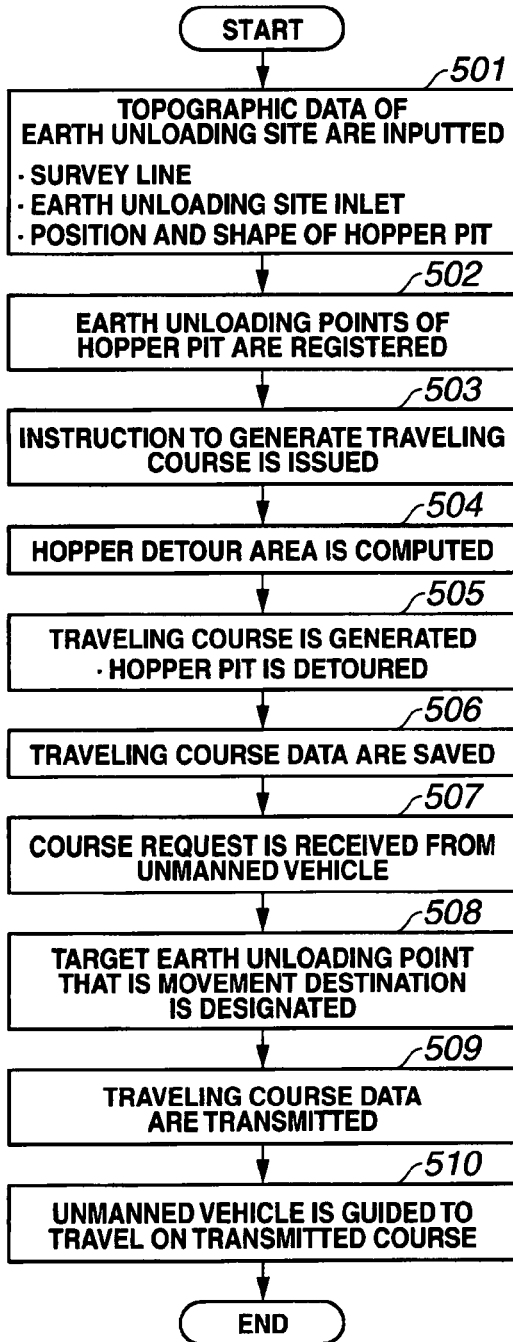 START
501
TOPOGRAPHIC DATA OF
EARTH UNLOADING SITE ARE INPUTTED
· SURVEY LINE
· EARTH UNLOADING SITE INLET
· POSITION AND SHAPE OF HOPPER PIT
502
EARTH UNLOADING POINTS OF
HOPPER PIT ARE REGISTERED
503
INSTRUCTION TO GENERATE TRAVELING
COURSE IS ISSUED
504
HOPPER DETOUR AREA IS COMPUTED
505
TRAVELING COURSE IS GENERATED
· HOPPER PIT IS DETOURED
506
TRAVELING COURSE DATA ARE SAVED
507
COURSE REQUEST IS RECEIVED FROM
UNMANNED VEHICLE
508
TARGET EARTH UNLOADING POINT
THAT IS MOVEMENT DESTINATION
IS DESIGNATED
509
TRAVELING COURSE DATA
ARE TRANSMITTED
510
UNMANNED VEHICLE IS GUIDED TO
TRAVEL ON TRANSMITTED COURSE
END